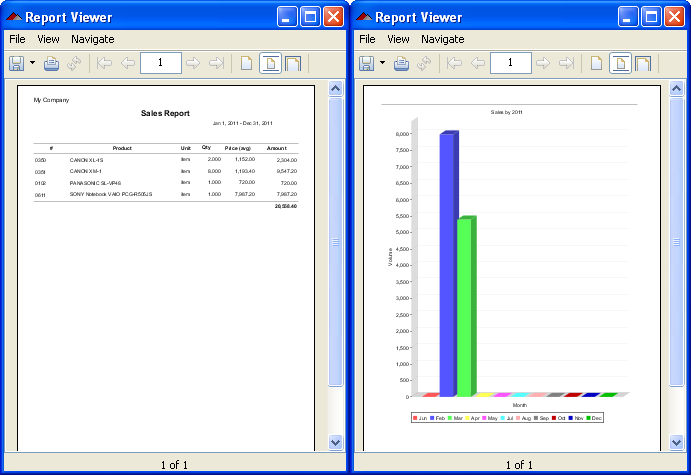 Report Viewer
File View Navigate
1
My Company
Sales Report
Jan 1, 2011 - Dec 31, 2011
# Product Unit Qty Price (avg) Amount
0350 CANON XL-1S item 2.000 1,152.00 2,304.00
0351 CANON XM-1 item 8.000 1,193.40 9,547.20
0102 PANASONIC SL-VP48 item 1.000 720.00 720.00
0611 SONY Notebook VAIO PCG-R505JS item 1.000 7,987.20 7,987.20
20,558.40
1 of 1
Report Viewer
File View Navigate
1
Sales by 2011
8,000
7,500
7,000
6,500
6,000
5,500
5,000
4,500
4,000
3,500
3,000
2,500
2,000
1,500
1,000
500
0
Volume
Month
Jun Feb Mar Apr May Jul Aug Sep Oct Nov Dec
1 of 1